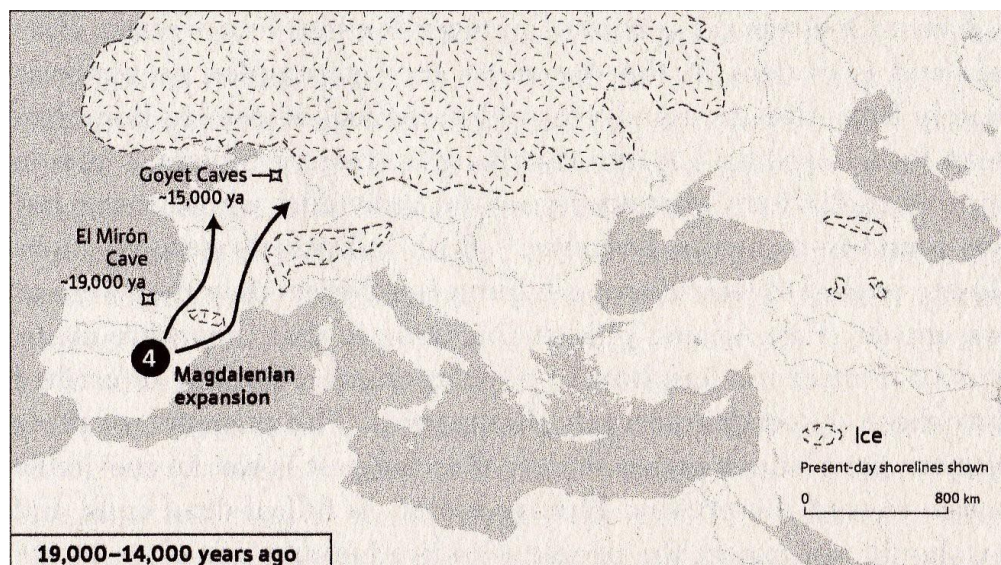 Goyet Caves
~15,000 ya
El Mirón
Cave
~19,000 ya
4
Magdalenian
expansion
Ice
Present-day shorelines shown
0 800 km
19,000–14,000 years ago